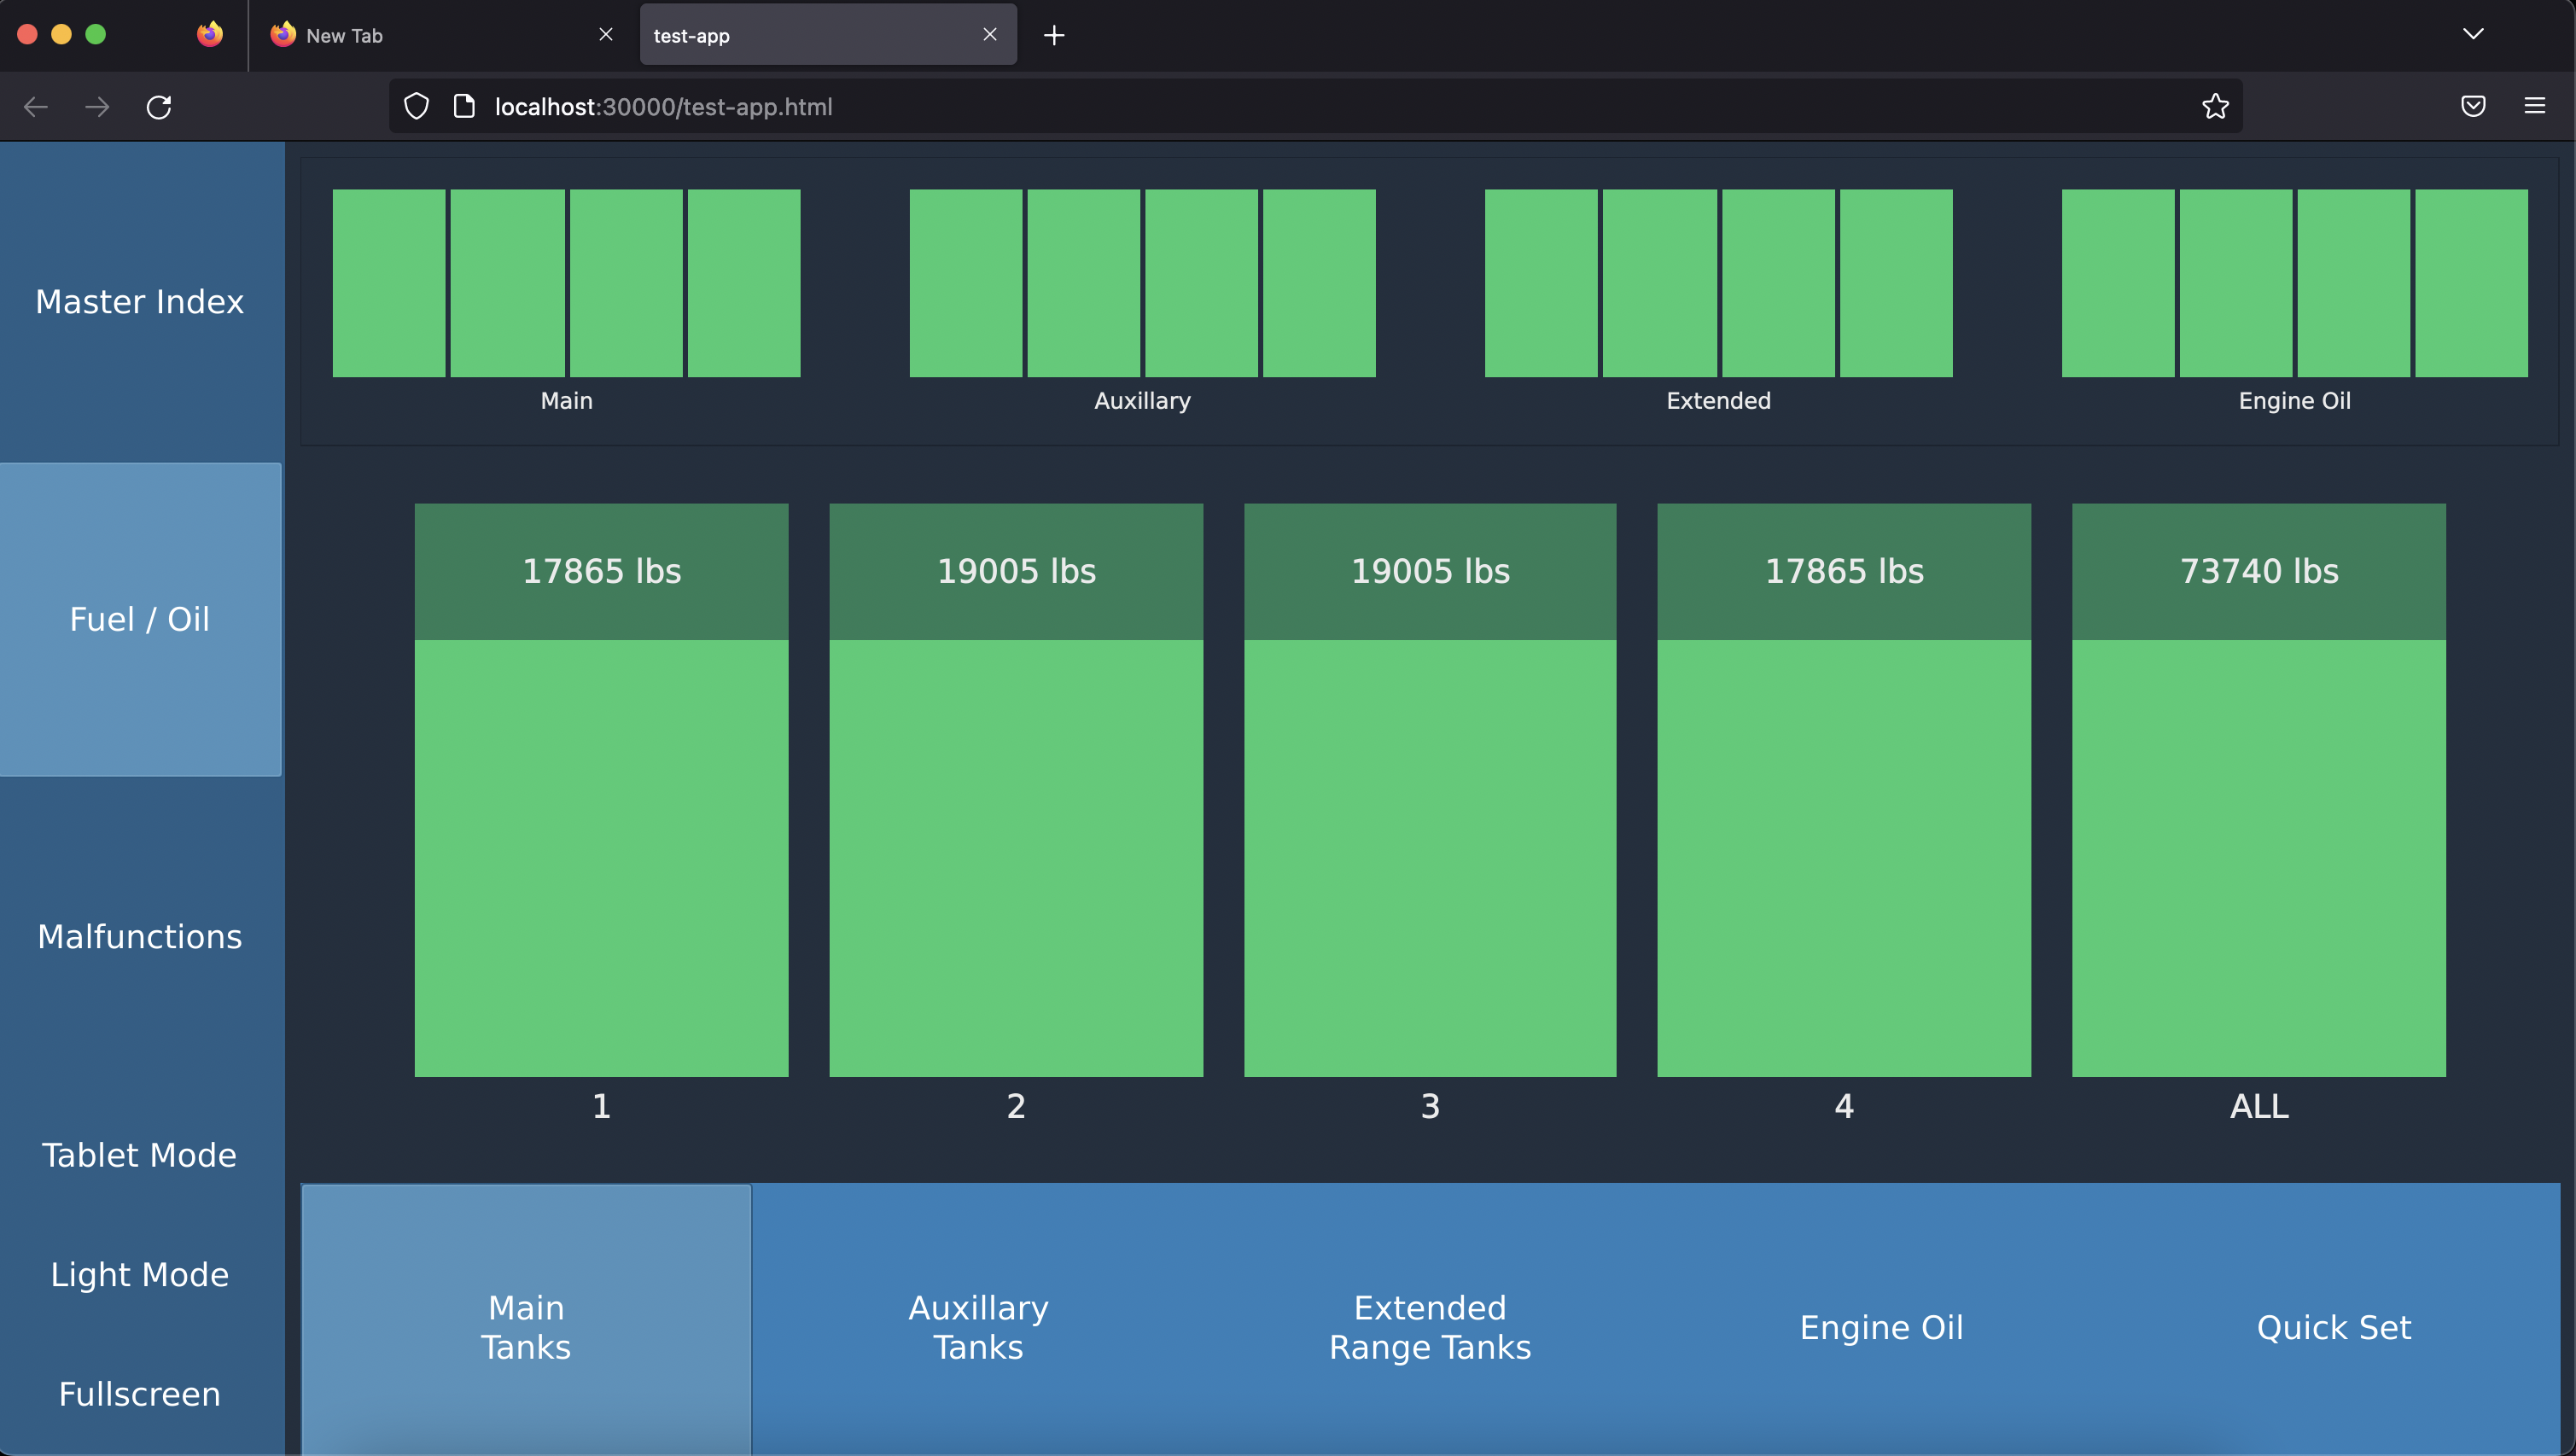 New Tab
test-app
localhost:30000/test-app.html
Master Index
Fuel / Oil
Malfunctions
Tablet Mode
Light Mode
Fullscreen
Main
Auxillary
Extended
Engine Oil
17865 lbs
19005 lbs
19005 lbs
17865 lbs
73740 lbs
1
2
3
4
ALL
Main
Tanks
Auxillary
Tanks
Extended
Range Tanks
Engine Oil
Quick Set